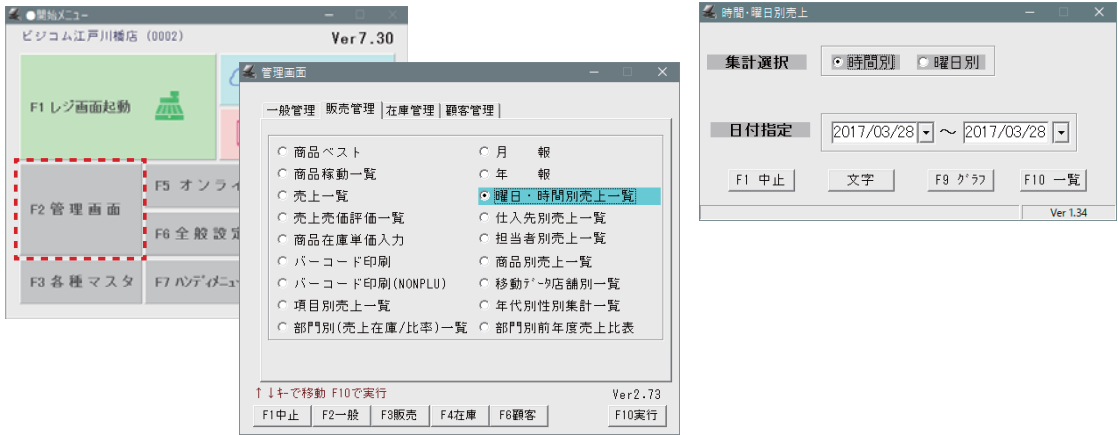 ●開始メニュー
ビジコム江戸川橋店 (0002)
Ver7.30
F1 レジ画面起動
F2 管理画面
F5 オンライ
F6 全般設定
F3 各種マスタ
F7 ハンディメニュー
管理画面
一般管理 販売管理 在庫管理 顧客管理
商品ベスト
商品稼動一覧
売上一覧
売上売価評価一覧
商品在庫単価入力
バーコード印刷
バーコード印刷(NONPLU)
項目別売上一覧
部門別(売上在庫/比率)一覧
月 報
年 報
曜日・時間別売上一覧
仕入先別売上一覧
担当者別売上一覧
商品別売上一覧
移動データ店舗別一覧
年代別性別集計一覧
部門別前年度売上比表
↑↓キーで移動 F10で実行
Ver2.73
F1中止 F2一般 F3販売 F4在庫 F6顧客 F10実行
時間・曜日別売上
集計選択 時間別 曜日別
日付指定 2017/03/28 ～ 2017/03/28
F1 中止 文字 F9 グラフ F10 一覧
Ver 1.34